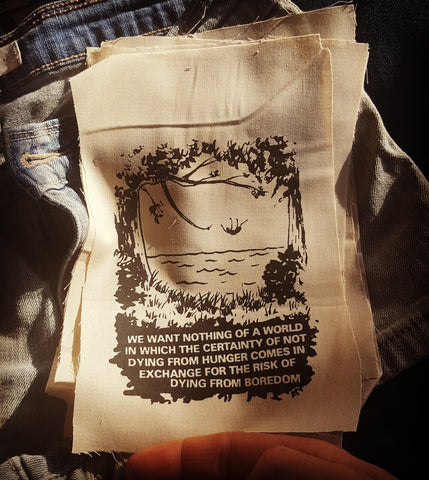 WE WANT NOTHING OF A WORLD
IN WHICH THE CERTAINTY OF NOT
DYING FROM HUNGER COMES IN
EXCHANGE FOR THE RISK OF
DYING FROM BOREDOM